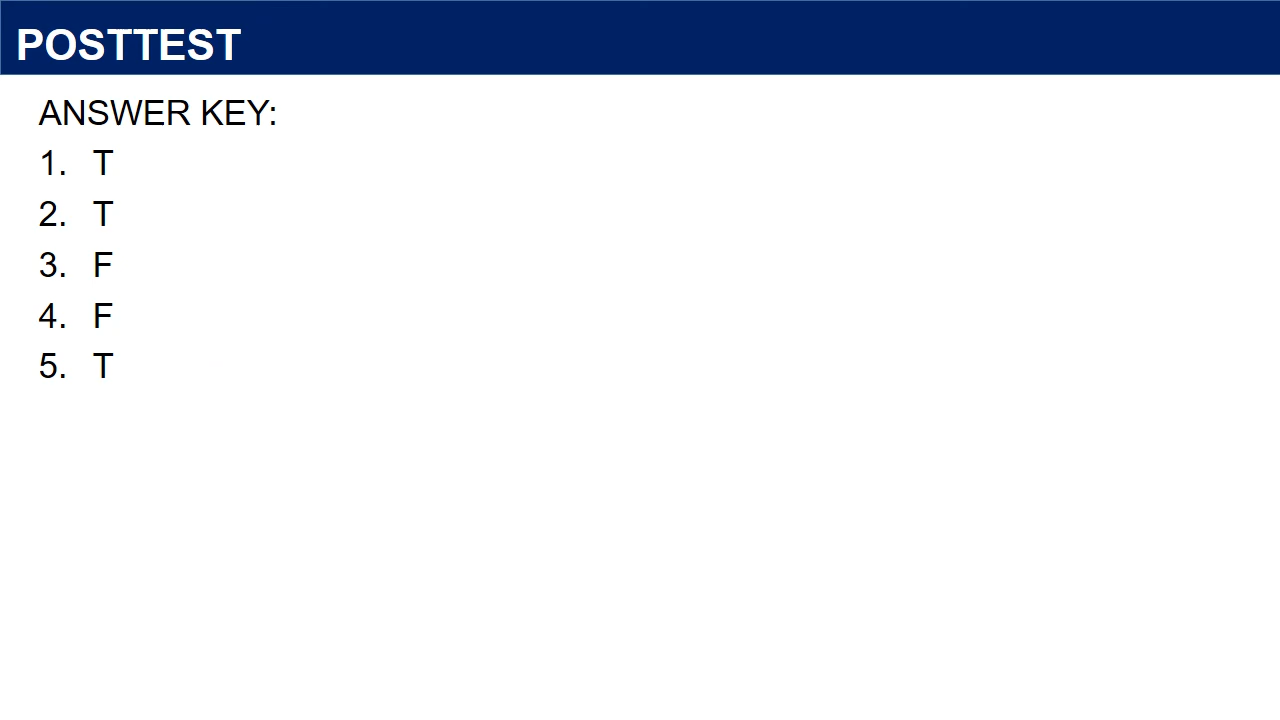 POSTTEST
ANSWER KEY:
1. T
2. T
3. F
4. F
5. T